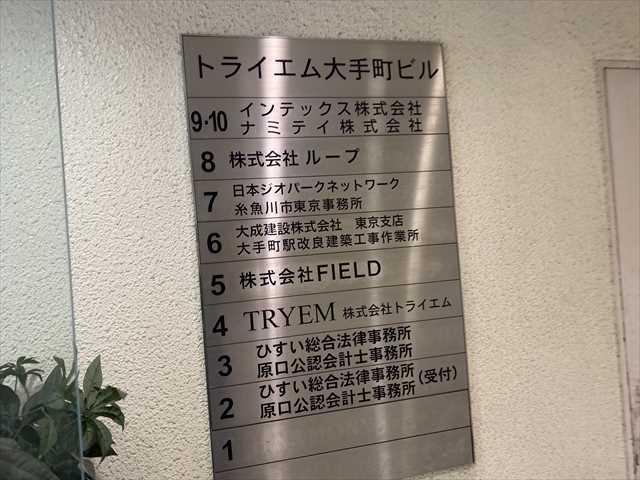 トライエム大手町ビル
9·10 インテックス株式会社
ナミテイ株式会社
8 株式会社 ループ
7 日本ジオパークネットワーク
糸魚川市東京事務所
6 大成建設株式会社 東京支店
大手町駅改良建築工事作業所
5 株式会社FIELD
4 TRYEM 株式会社トライエム
3 ひすい総合法律事務所
原口公認会計士事務所
2 ひすい総合法律事務所 (受付)
原口公認会計士事務所
1